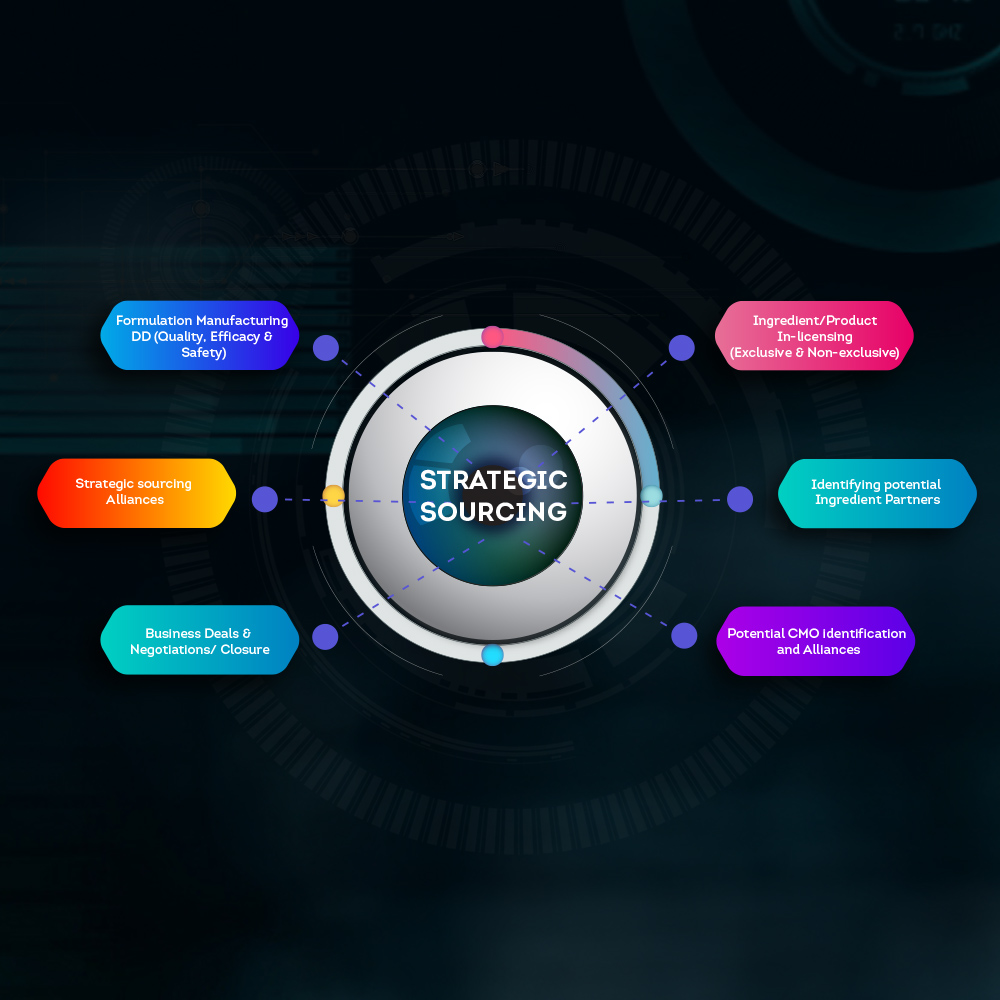 Formulation Manufacturing
DD (Quality, Efficacy &
Safety)
Ingredient/Product
In-licensing
(Exclusive & Non-exclusive)
Strategic sourcing
Alliances
STRATEGIC
SOURCING
Identifying potential
Ingredient Partners
Business Deals &
Negotiations/ Closure
Potential CMO identification
and Alliances